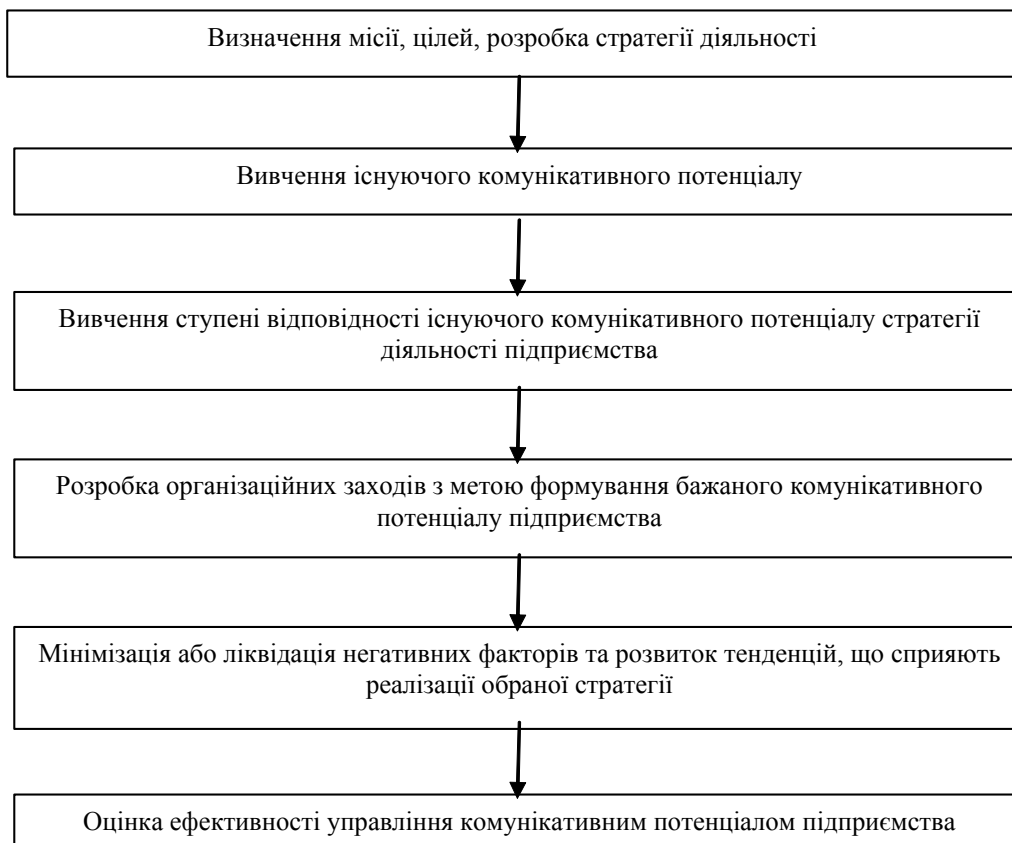 Визначення місії, цілей, розробка стратегії діяльності
Вивчення існуючого комунікативного потенціалу
Вивчення ступені відповідності існуючого комунікативного потенціалу стратегії
діяльності підприємства
Розробка організаційних заходів з метою формування бажаного комунікативного
потенціалу підприємства
Мінімізація або ліквідація негативних факторів та розвиток тенденцій, що сприяють
реалізації обраної стратегії
Оцінка ефективності управління комунікативним потенціалом підприємства